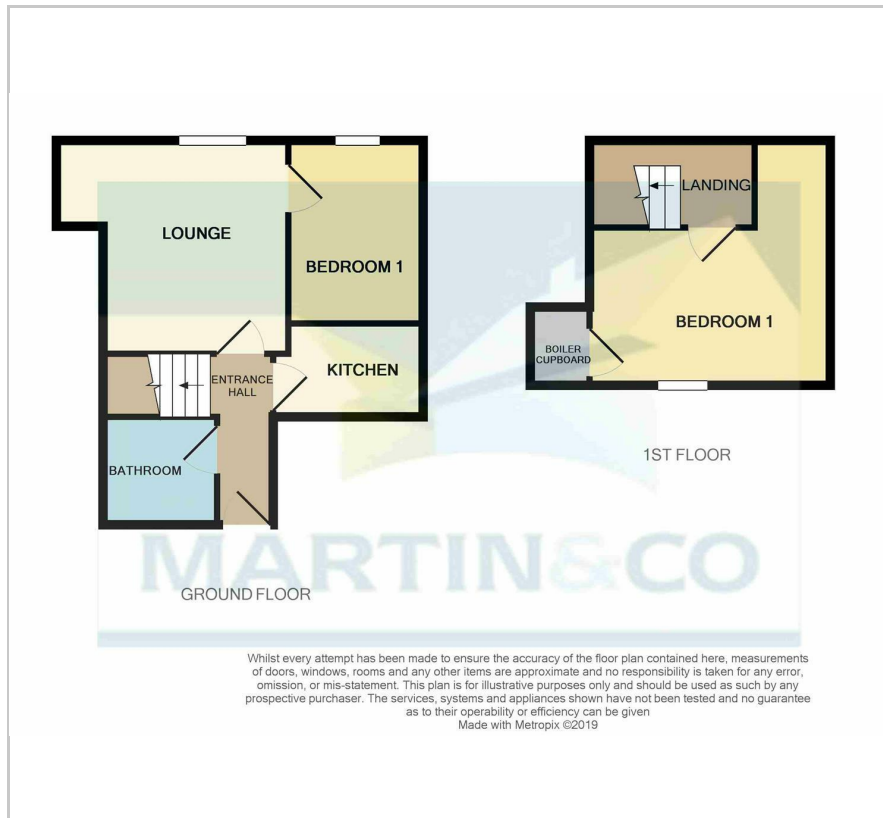 LOUNGE
BEDROOM 1
KITCHEN
ENTRANCE
HALL
BATHROOM
GROUND FLOOR
LANDING
BEDROOM 1
BOILER
CUPBOARD
1ST FLOOR
MARTIN&CO
Whilst every attempt has been made to ensure the accuracy of the floor plan contained here, measurements
of doors, windows, rooms and any other items are approximate and no responsibility is taken for any error,
omission, or mis-statement. This plan is for illustrative purposes only and should be used as such by any
prospective purchaser. The services, systems and appliances shown have not been tested and no guarantee
as to their operability or efficiency can be given
Made with Metropix ©2019